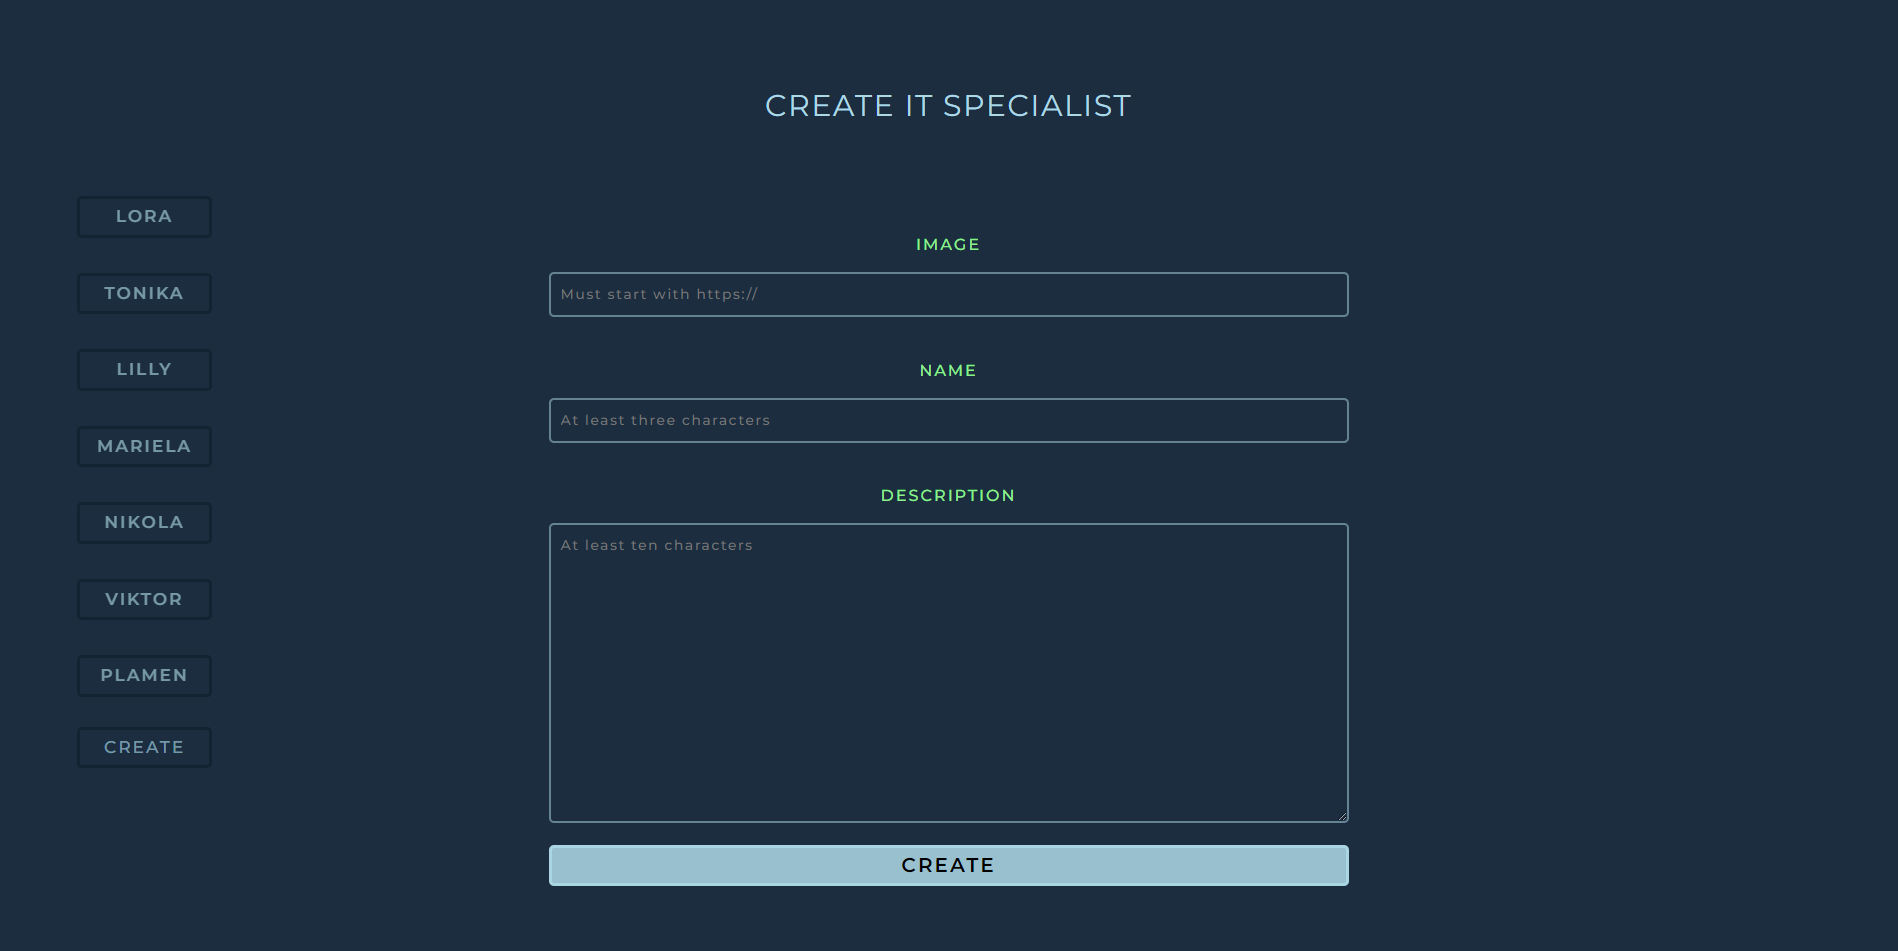 CREATE IT SPECIALIST
LORA
TONIKA
LILLY
MARIELA
NIKOLA
VIKTOR
PLAMEN
CREATE
IMAGE
Must start with https://
NAME
At least three characters
DESCRIPTION
At least ten characters
CREATE